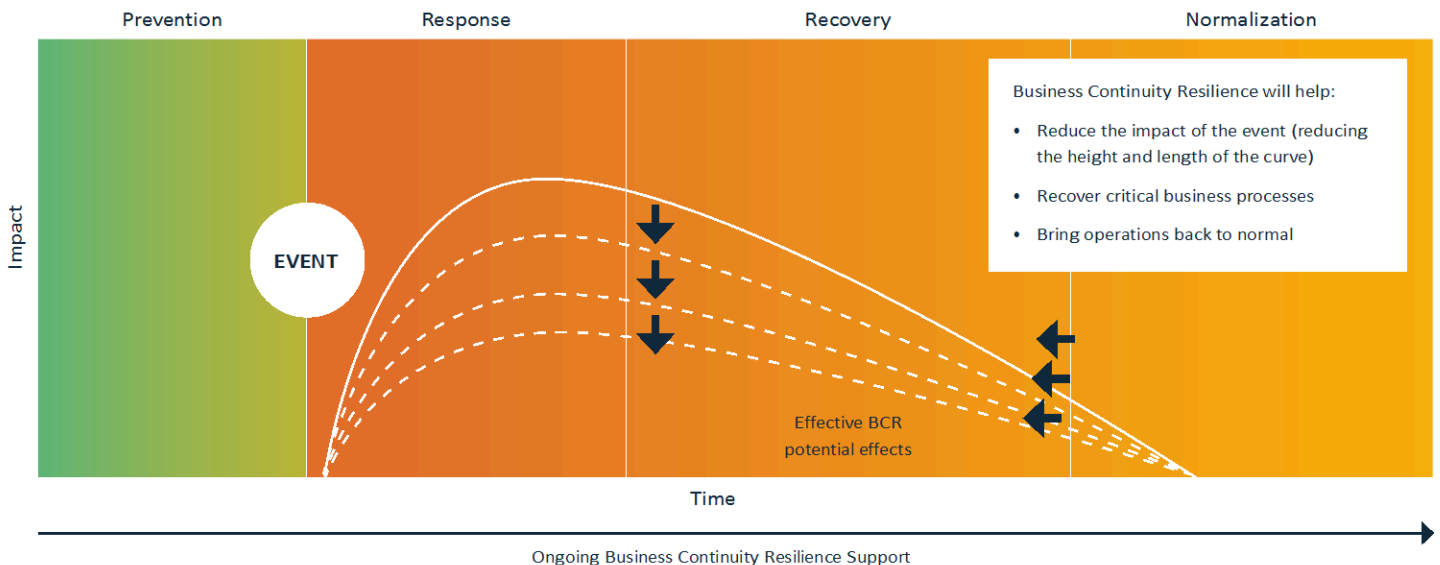 Prevention
Response
Recovery
Normalization
Impact
EVENT
Business Continuity Resilience will help:
• Reduce the impact of the event (reducing
the height and length of the curve)
• Recover critical business processes
• Bring operations back to normal
Effective BCR
potential effects
Time
Ongoing Business Continuity Resilience Support